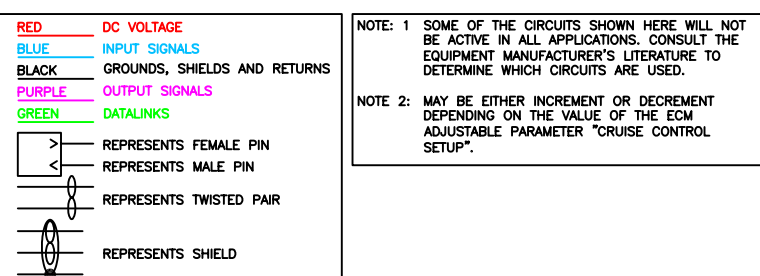 RED DC VOLTAGE
BLUE INPUT SIGNALS
BLACK GROUNDS, SHIELDS AND RETURNS
PURPLE OUTPUT SIGNALS
GREEN DATALINKS
> REPRESENTS FEMALE PIN
< REPRESENTS MALE PIN
REPRESENTS TWISTED PAIR
REPRESENTS SHIELD
NOTE: 1 SOME OF THE CIRCUITS SHOWN HERE WILL NOT
BE ACTIVE IN ALL APPLICATIONS. CONSULT THE
EQUIPMENT MANUFACTURER'S LITERATURE TO
DETERMINE WHICH CIRCUITS ARE USED.
NOTE 2: MAY BE EITHER INCREMENT OR DECREMENT
DEPENDING ON THE VALUE OF THE ECM
ADJUSTABLE PARAMETER "CRUISE CONTROL
SETUP".